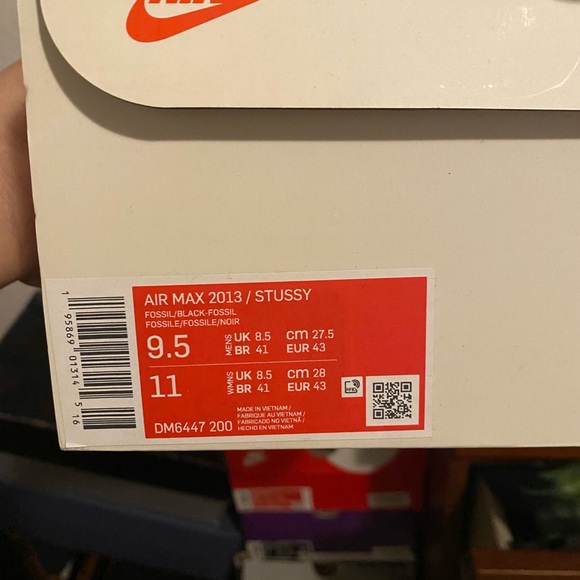 AIR MAX 2013 / STUSSY
FOSSIL/BLACK-FOSSIL
FOSSILE/FOSSILE/NOIR
9.5 MENS UK 8.5 cm 27.5
BR 41 EUR 43
11 WMNS UK 8.5 cm 28
BR 41 EUR 43
MADE IN VIETNAM /
FABRIQUE AU VIETNAM /
FABRICADO NO VIETNÃ /
HECHO EN VIETNAM
DM6447 200
1 95869 01314 5 16